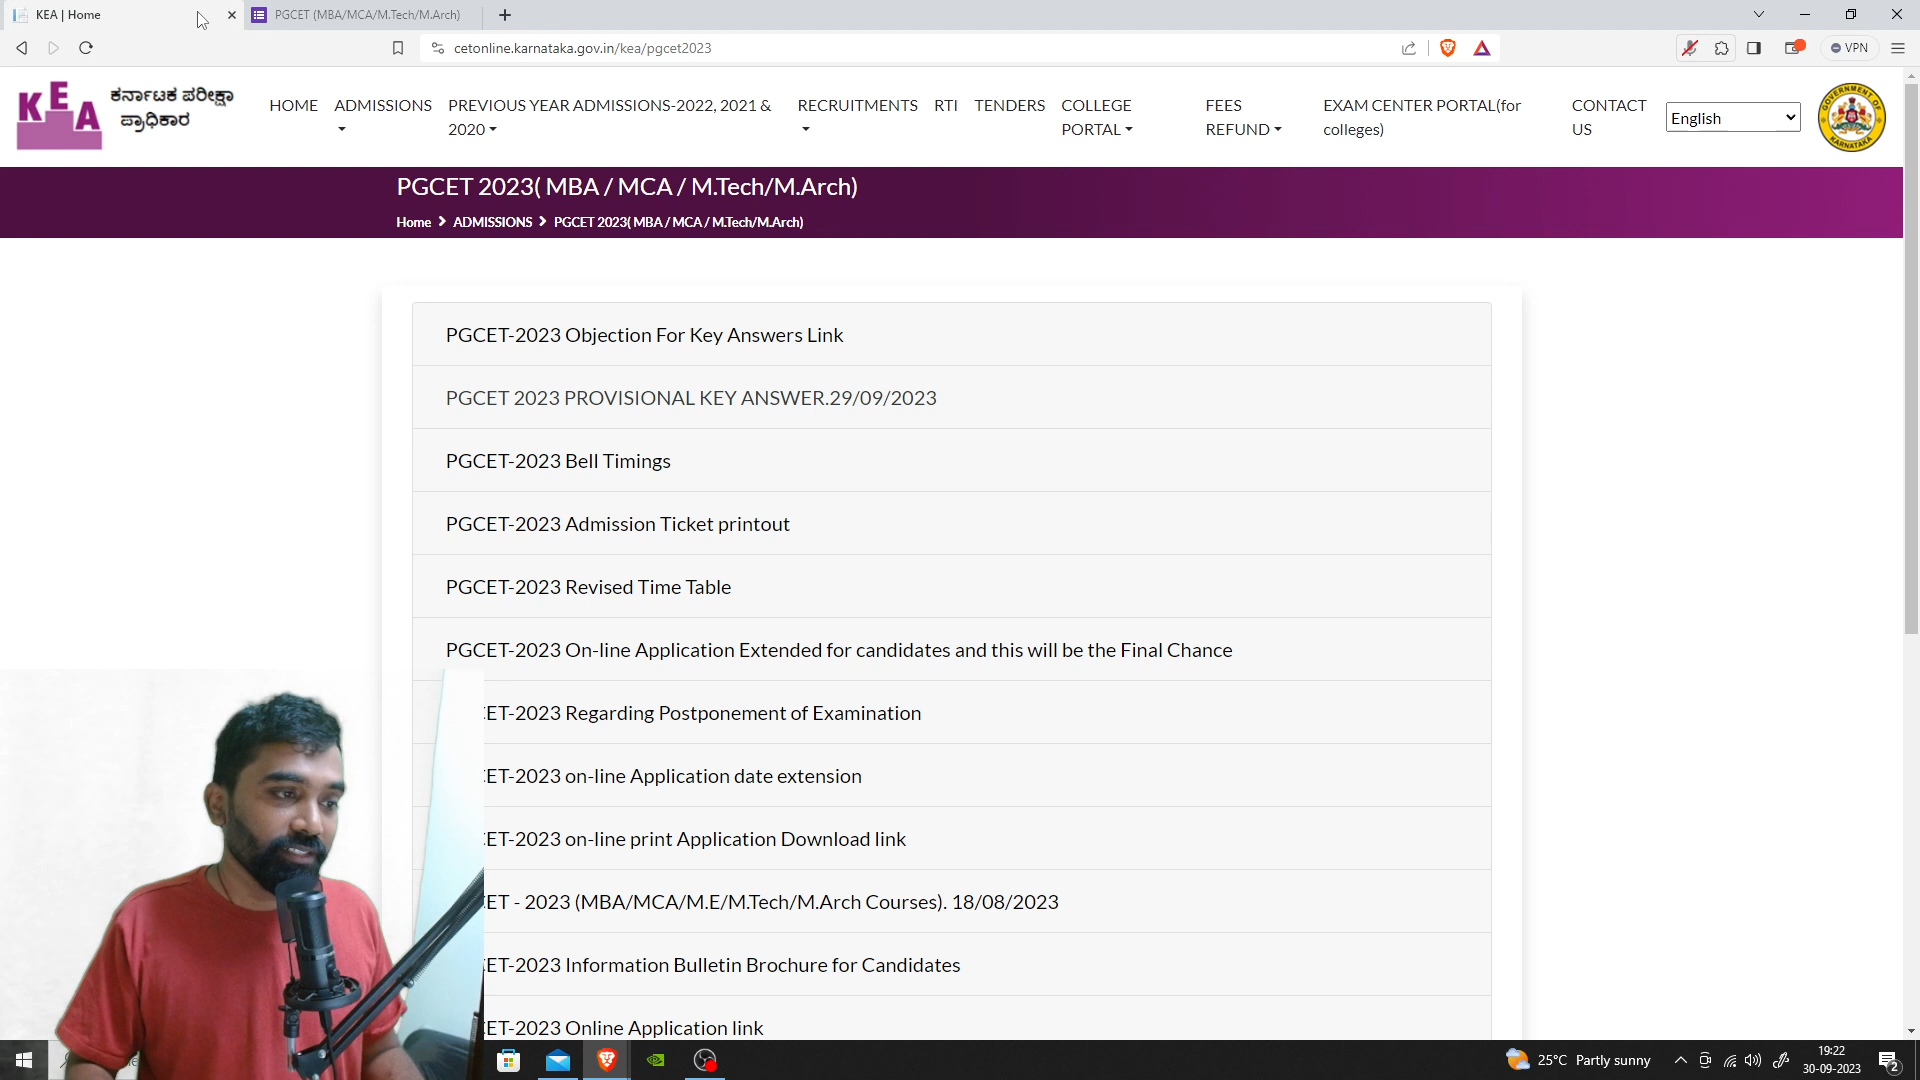 KEA | Home
PGCET (MBA/MCA/M.Tech/M.Arch)
cetonline.karnataka.gov.in/kea/pgcet2023
VPN
KEA
ಕರ್ನಾಟಕ ಪರೀಕ್ಷಾ
ಪ್ರಾಧಿಕಾರ
HOME
ADMISSIONS
PREVIOUS YEAR ADMISSIONS-2022, 2021 &
2020
RECRUITMENTS
RTI
TENDERS
COLLEGE
PORTAL
FEES
REFUND
EXAM CENTER PORTAL(for
colleges)
CONTACT
US
English
GOVERNMENT OF
KARNATAKA
PGCET 2023( MBA / MCA / M.Tech/M.Arch)
Home > ADMISSIONS > PGCET 2023( MBA / MCA / M.Tech/M.Arch)
PGCET-2023 Objection For Key Answers Link
PGCET 2023 PROVISIONAL KEY ANSWER.29/09/2023
PGCET-2023 Bell Timings
PGCET-2023 Admission Ticket printout
PGCET-2023 Revised Time Table
PGCET-2023 On-line Application Extended for candidates and this will be the Final Chance
ET-2023 Regarding Postponement of Examination
ET-2023 on-line Application date extension
ET-2023 on-line print Application Download link
ET - 2023 (MBA/MCA/M.E/M.Tech/M.Arch Courses). 18/08/2023
ET-2023 Information Bulletin Brochure for Candidates
ET-2023 Online Application link
25°C Partly sunny
19:22
30-09-2023
2